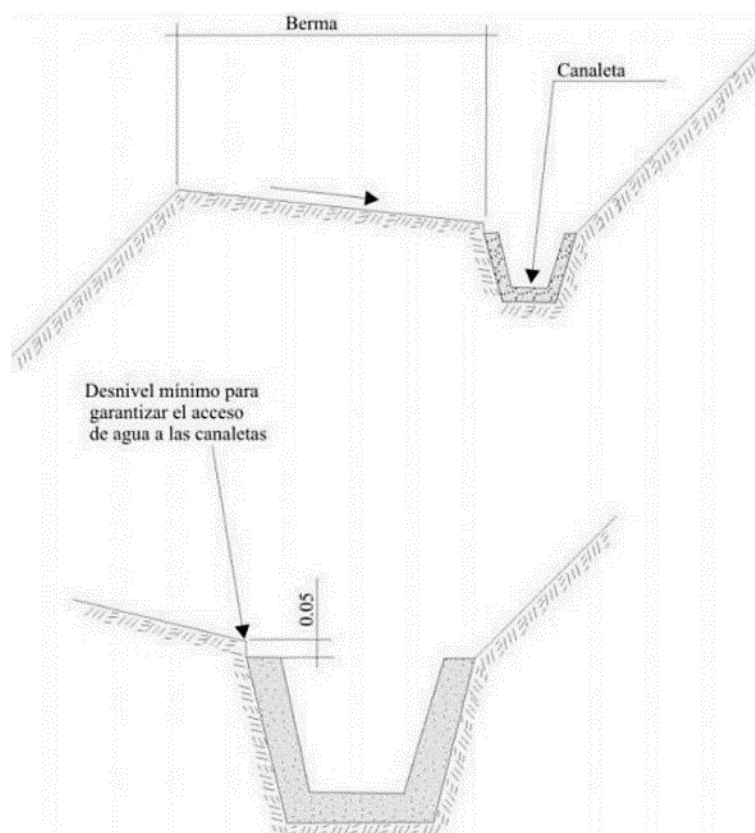 Berma
Canaleta
Desnivel mínimo para
garantizar el acceso
de agua a las canaletas
0.05